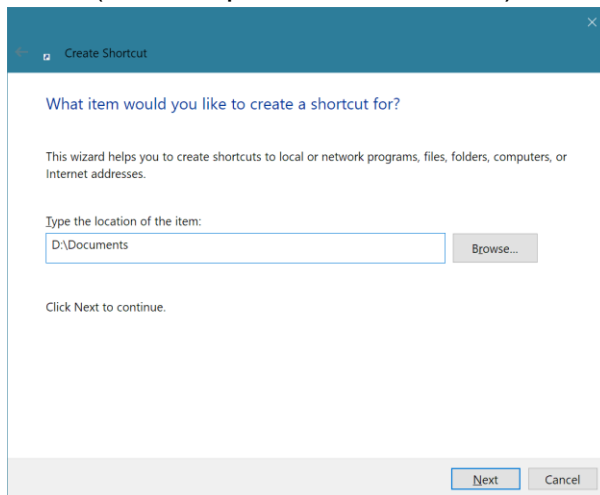 Create Shortcut
What item would you like to create a shortcut for?
This wizard helps you to create shortcuts to local or network programs, files, folders, computers, or
Internet addresses.
Type the location of the item:
D:\Documents
Browse...
Click Next to continue.
Next Cancel